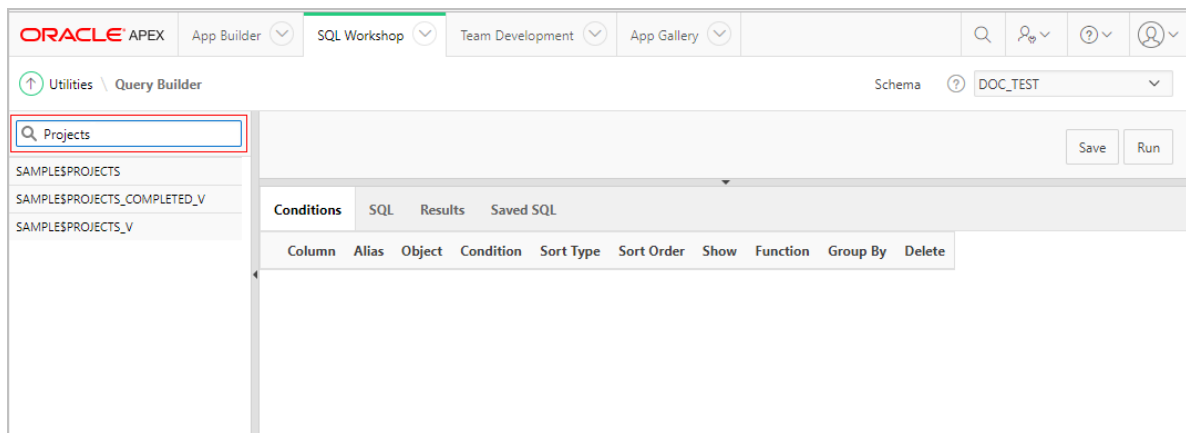 ORACLE APEX App Builder SQL Workshop Team Development App Gallery
Utilities \ Query Builder Schema ? DOC_TEST
Projects
Save Run
SAMPLE$PROJECTS
SAMPLE$PROJECTS_COMPLETED_V
SAMPLE$PROJECTS_V
Conditions SQL Results Saved SQL
Column Alias Object Condition Sort Type Sort Order Show Function Group By Delete